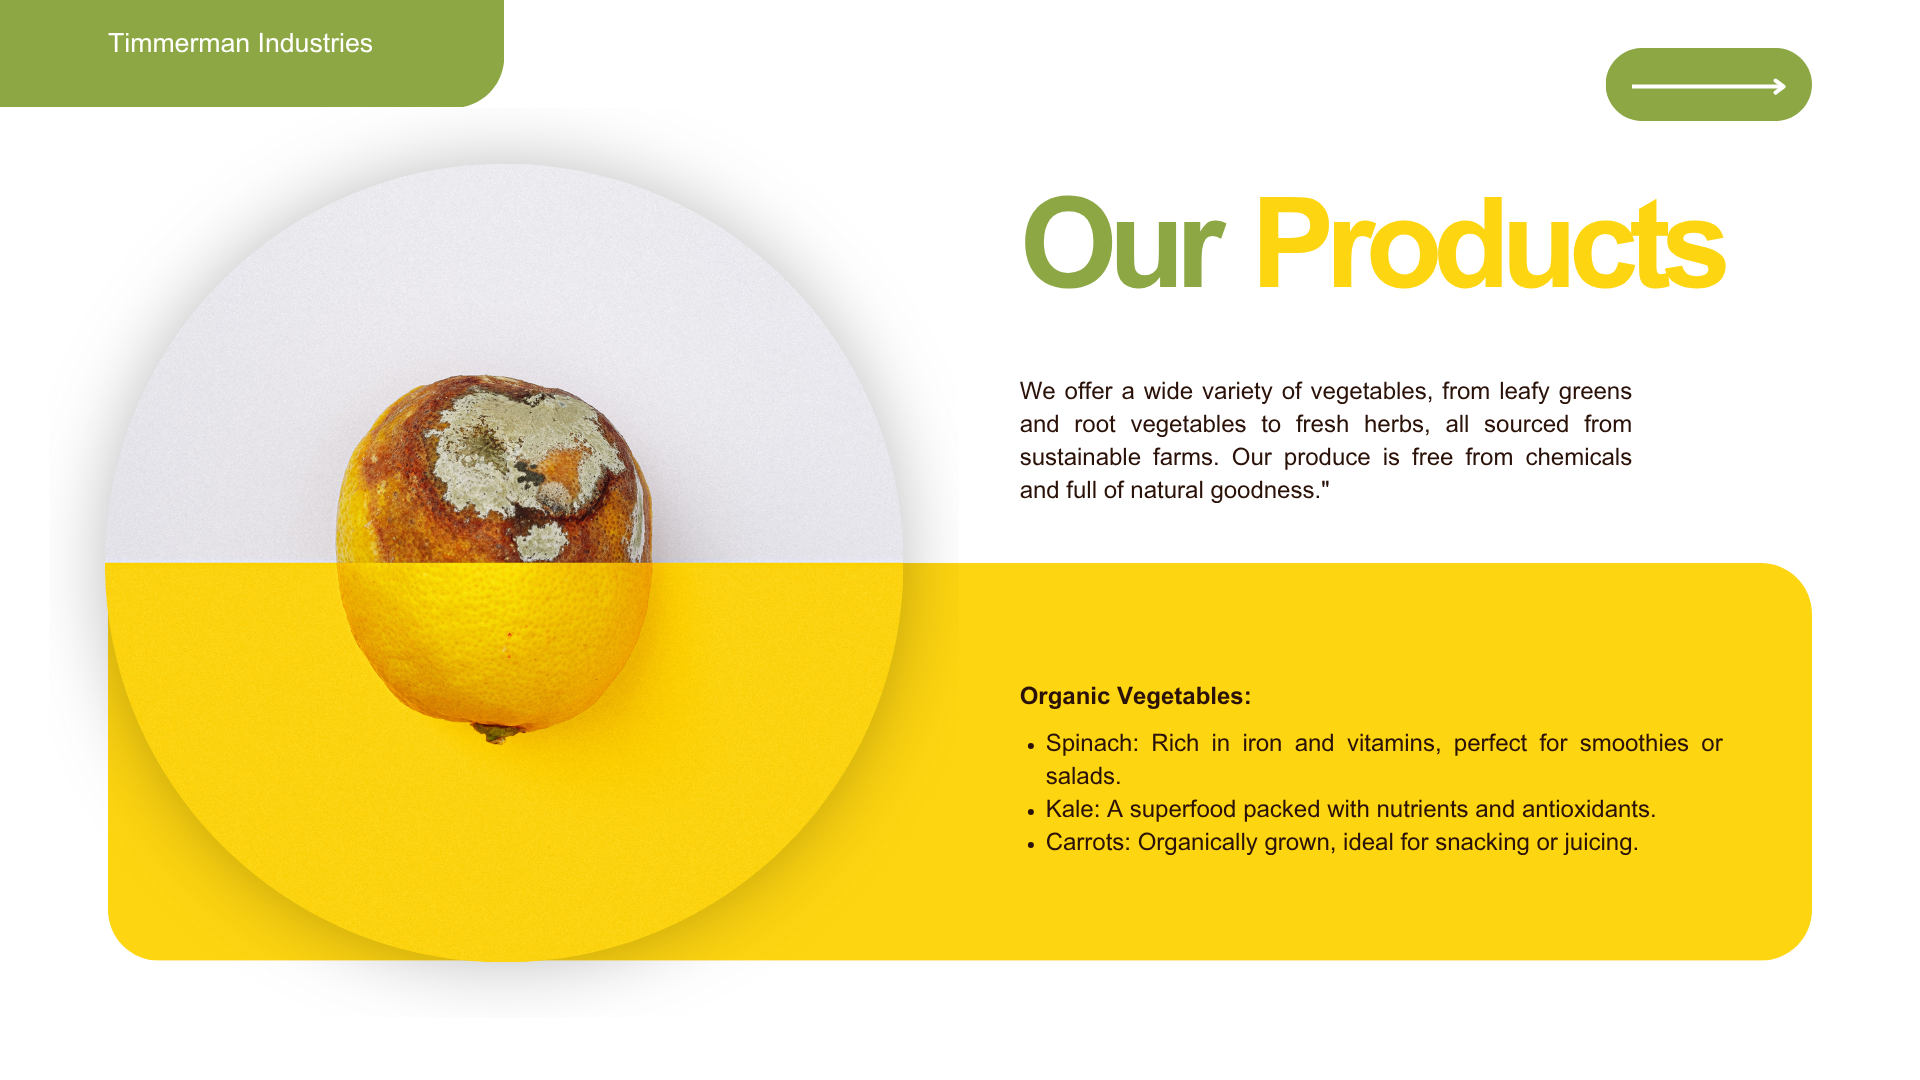 Timmerman Industries
Our Products
We offer a wide variety of vegetables, from leafy greens
and root vegetables to fresh herbs, all sourced from
sustainable farms. Our produce is free from chemicals
and full of natural goodness."
Organic Vegetables:
• Spinach: Rich in iron and vitamins, perfect for smoothies or
salads.
• Kale: A superfood packed with nutrients and antioxidants.
• Carrots: Organically grown, ideal for snacking or juicing.